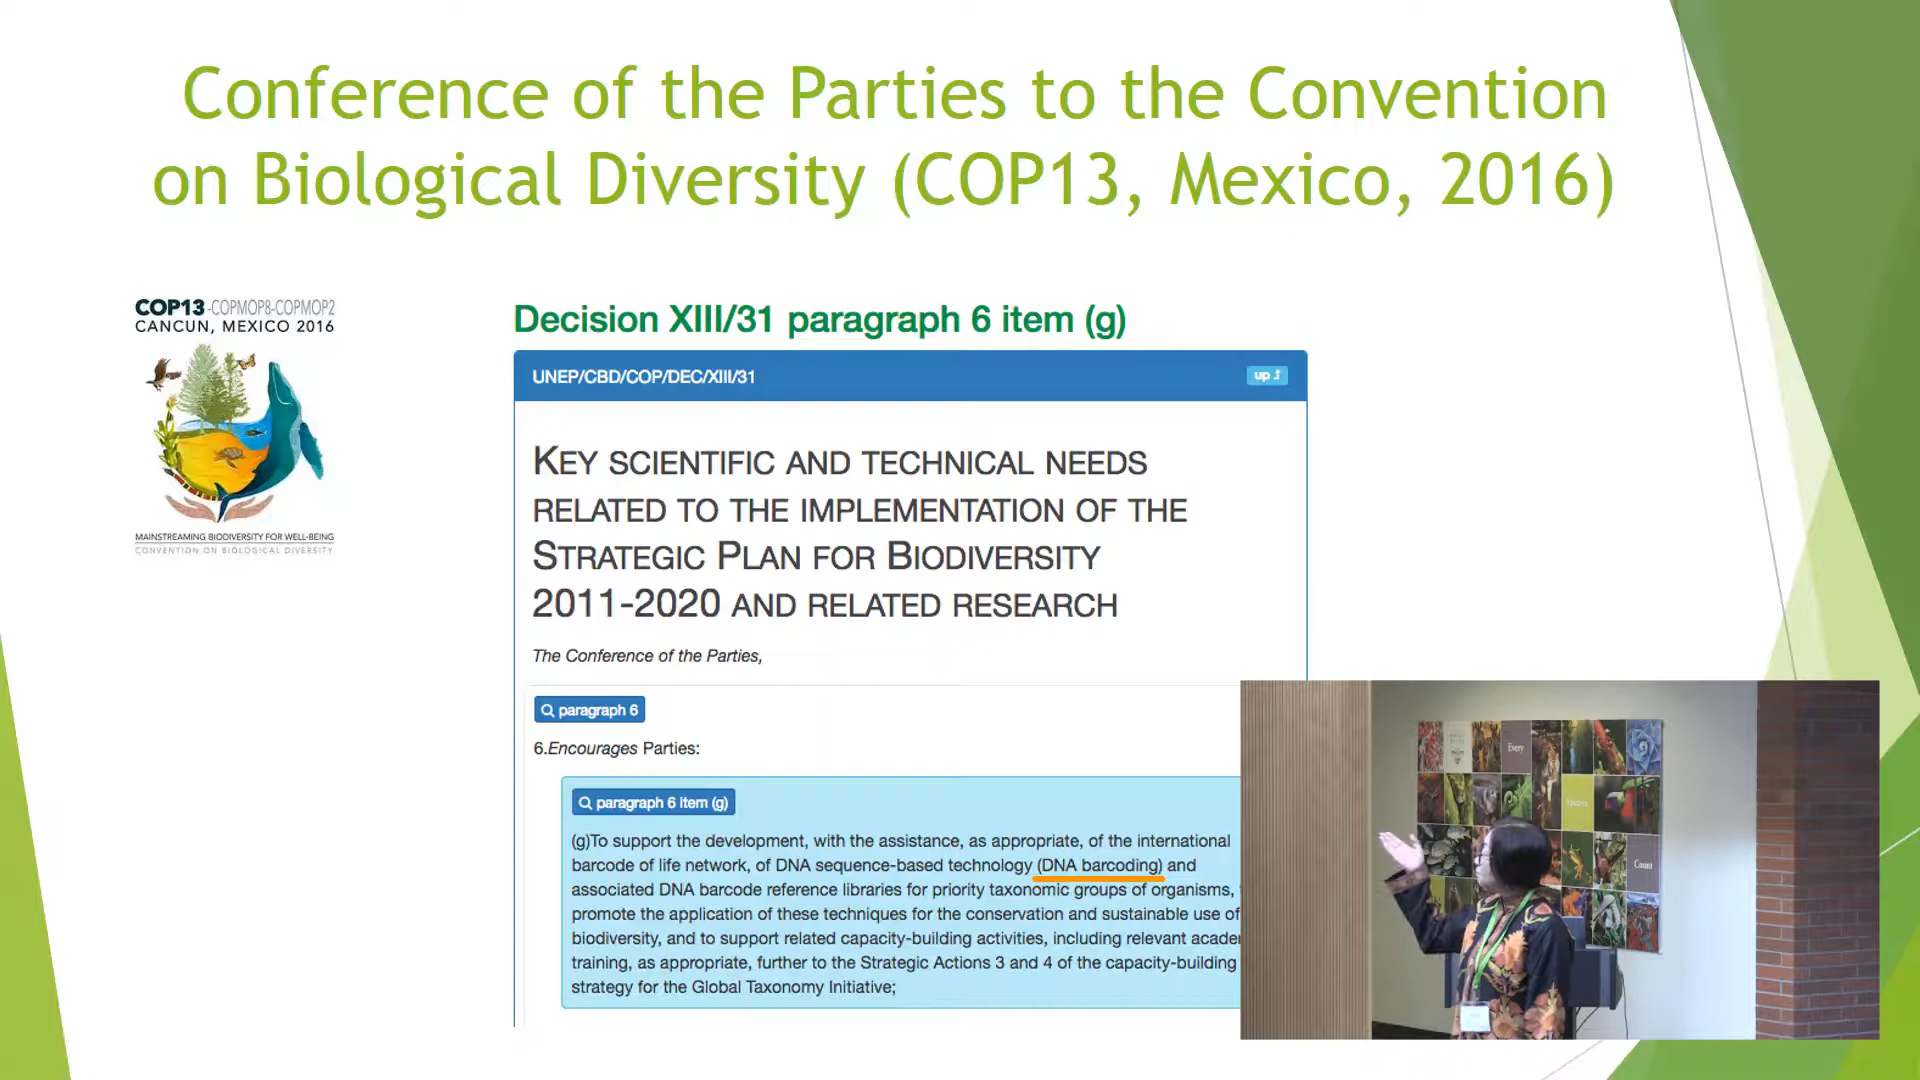 Conference of the Parties to the Convention
on Biological Diversity (COP13, Mexico, 2016)
COP13-COPMOP8-COPMOP2
CANCUN, MEXICO 2016
MAINSTREAMING BIODIVERSITY FOR WELL-BEING
CONVENTION ON BIOLOGICAL DIVERSITY
Decision XIII/31 paragraph 6 item (g)
UNEP/CBD/COP/DEC/XIII/31
up
KEY SCIENTIFIC AND TECHNICAL NEEDS
RELATED TO THE IMPLEMENTATION OF THE
STRATEGIC PLAN FOR BIODIVERSITY
2011-2020 AND RELATED RESEARCH
The Conference of the Parties,
paragraph 6
6.Encourages Parties:
paragraph 6 item (g)
(g)To support the development, with the assistance, as appropriate, of the international
barcode of life network, of DNA sequence-based technology (DNA barcoding) and
associated DNA barcode reference libraries for priority taxonomic groups of organisms,
promote the application of these techniques for the conservation and sustainable use of
biodiversity, and to support related capacity-building activities, including relevant acade
training, as appropriate, further to the Strategic Actions 3 and 4 of the capacity-building
strategy for the Global Taxonomy Initiative;
Every
Count